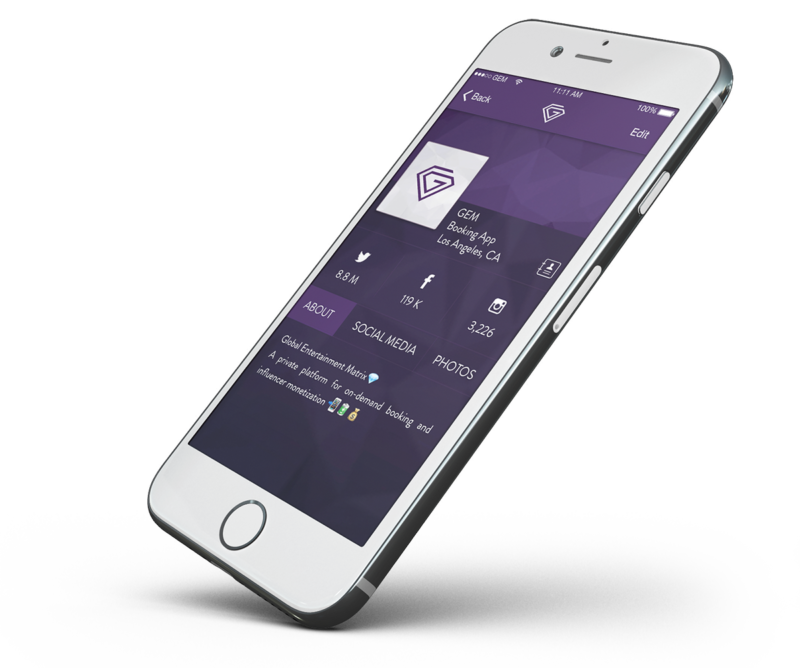 GEM
11:11 AM
100%
Back
Edit
GEM
Booking App
Los Angeles, CA
8.8 M
119 K
3,226
ABOUT
SOCIAL MEDIA
PHOTOS
Global Entertainment Matrix💎
A private platform for on-demand booking and
influencer monetization 📲💵💰